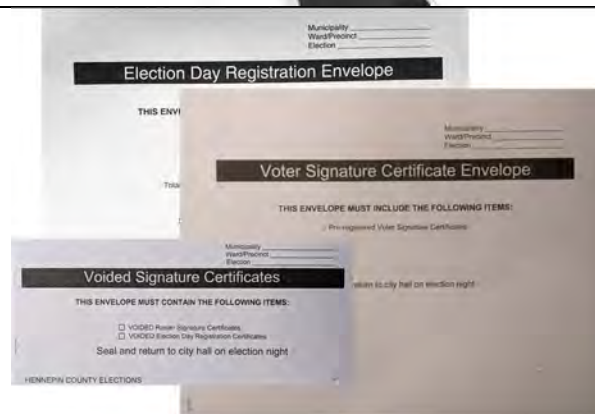 Municipality
Ward/Precinct
Election
Election Day Registration Envelope
THIS ENVE
Municipality
Ward/Precinct
Election
Voter Signature Certificate Envelope
THIS ENVELOPE MUST INCLUDE THE FOLLOWING ITEMS:
Pre-registered Voter Signature Certificates
return to city hall on election night
Municipality
Ward/Precinct
Election
Voided Signature Certificates
THIS ENVELOPE MUST CONTAIN THE FOLLOWING ITEMS:
VOIDED Roster Signature Certificates
VOIDED Election Day Registration Certificates
Seal and return to city hall on election night
HENNEPIN COUNTY ELECTIONS